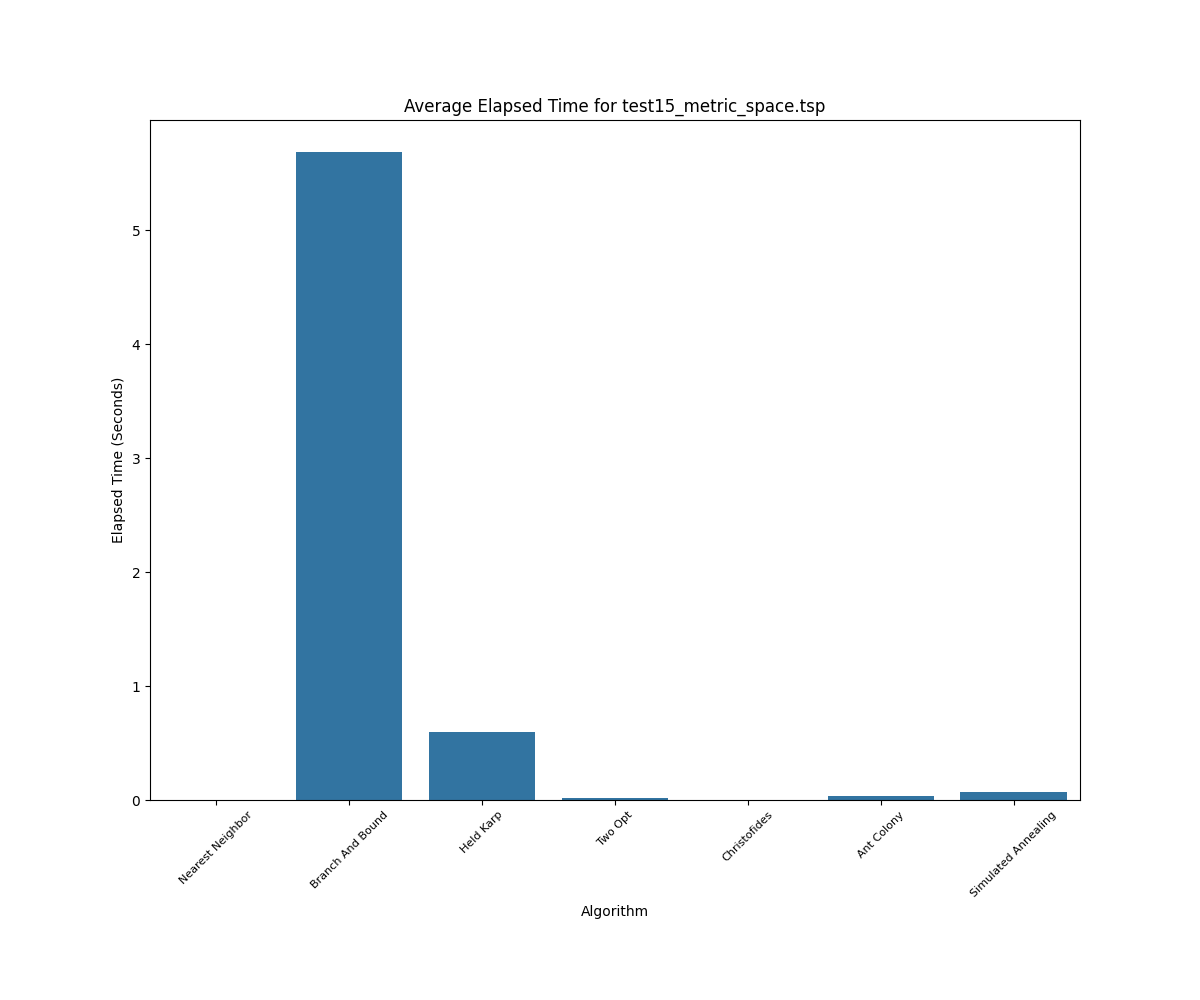 Average Elapsed Time for test15_metric_space.tsp
Elapsed Time (Seconds)
5
4
3
2
1
0
Nearest Neighbor
Branch And Bound
Held Karp
Two Opt
Christofides
Ant Colony
Simulated Annealing
Algorithm